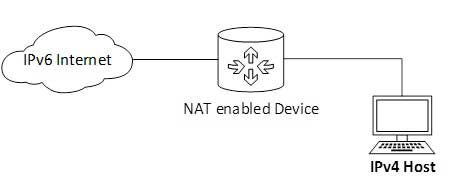 IPv6 Internet
NAT enabled Device
IPv4 Host